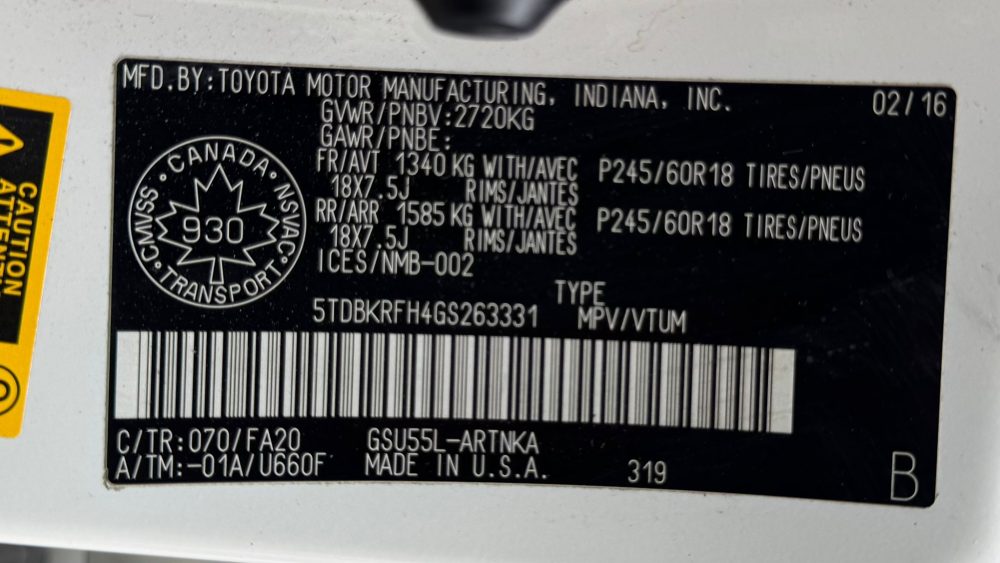 MFD.BY:TOYOTA MOTOR MANUFACTURING, INDIANA, INC. 02/16
GVWR/PNBV:2720KG
GAWR/PNBE:
FR/AVT 1340 KG WITH/AVEC P245/60R18 TIRES/PNEUS
18X7.5J RIMS/JANTES
RR/ARR 1585 KG WITH/AVEC P245/60R18 TIRES/PNEUS
18X7.5J RIMS/JANTES
ICES/NMB-002
CANADA · NSVAC · TRANSPORT · CMVSS ·
930
TYPE
5TDBKRFH4GS263331 MPV/VTUM
C/TR:070/FA20 GSU55L-ARTNKA
A/TM:-01A/U660F MADE IN U.S.A. 319 B
CAUTION